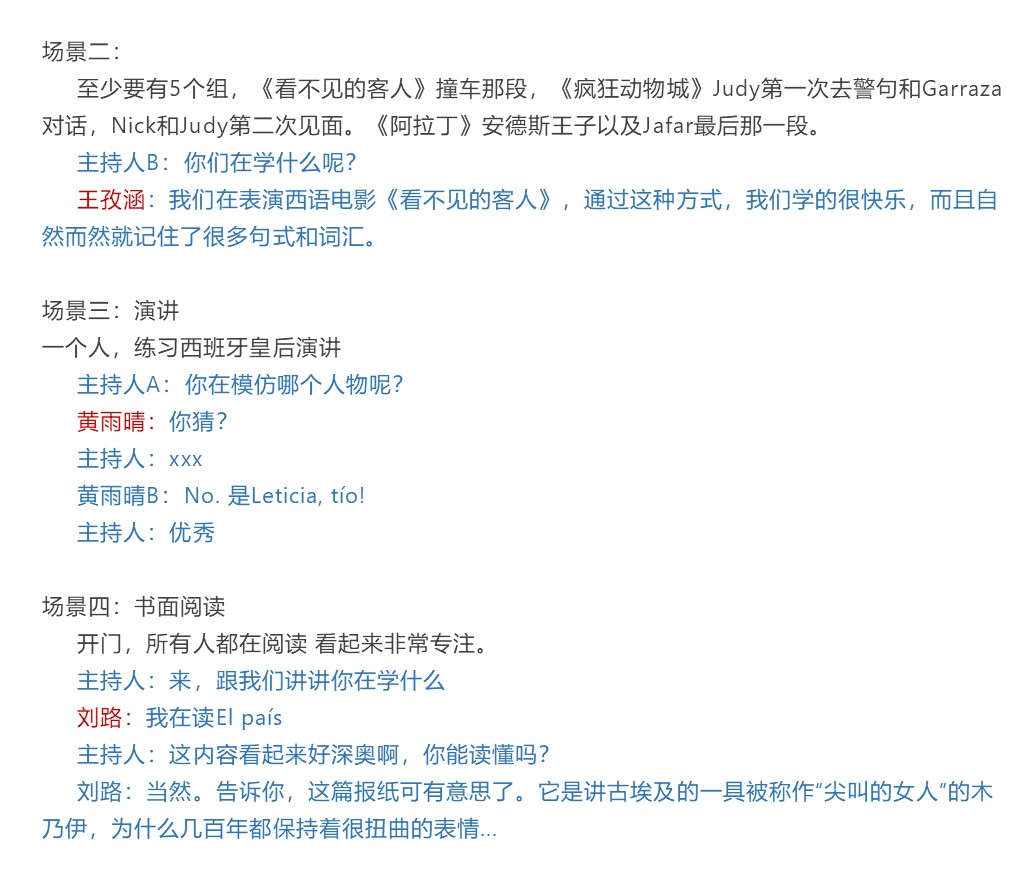 场景二：
至少要有5个组，《看不见的客人》撞车那段，《疯狂动物城》Judy第一次去警句和Garraza
对话，Nick和Judy第二次见面。《阿拉丁》安德斯王子以及Jafar最后那一段。
主持人B：你们在学什么呢？
王孜涵：我们在表演西语电影《看不见的客人》，通过这种方式，我们学的很快乐，而且自
然而然就记住了很多句式和词汇。
场景三：演讲
一个人，练习西班牙皇后演讲
主持人A：你在模仿哪个人物呢？
黄雨晴：你猜？
主持人：xxx
黄雨晴B：No. 是Leticia, tío!
主持人：优秀
场景四：书面阅读
开门，所有人都在阅读 看起来非常专注。
主持人：来，跟我们讲讲你在学什么
刘路：我在读El país
主持人：这内容看起来好深奥啊，你能读懂吗？
刘路：当然。告诉你，这篇报纸可有意思了。它是讲古埃及的一具被称作“尖叫的女人”的木
乃伊，为什么几百年都保持着很扭曲的表情...